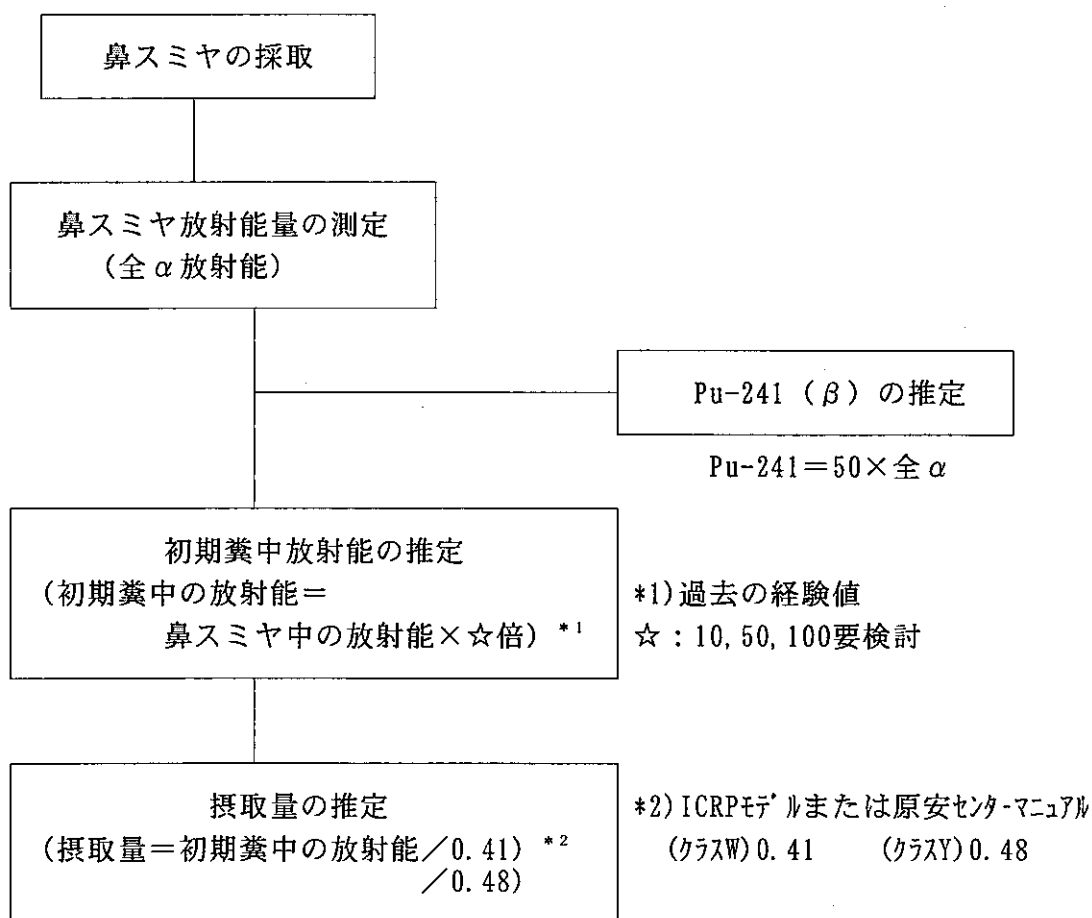 鼻スミヤの採取
鼻スミヤ放射能量の測定
(全α放射能)
Pu-241 (β) の推定
Pu-241=50×全α
初期糞中放射能の推定
(初期糞中の放射能=
鼻スミヤ中の放射能×☆倍) *1
*1)過去の経験値
☆:10,50,100要検討
摂取量の推定
(摂取量=初期糞中の放射能/0.41) *2
/0.48)
*2)ICRPモデルまたは原安センターマニュアル
(クラスW)0.41 (クラスY)0.48